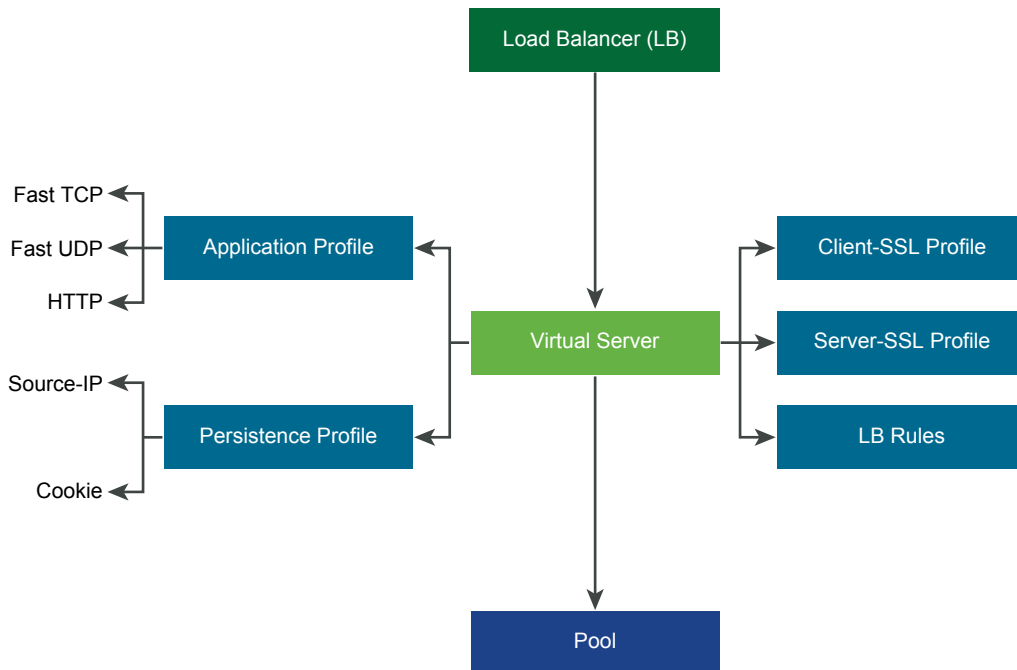 Load Balancer (LB)
Fast TCP
Fast UDP
HTTP
Application Profile
Client-SSL Profile
Virtual Server
Server-SSL Profile
Source-IP
Cookie
Persistence Profile
LB Rules
Pool